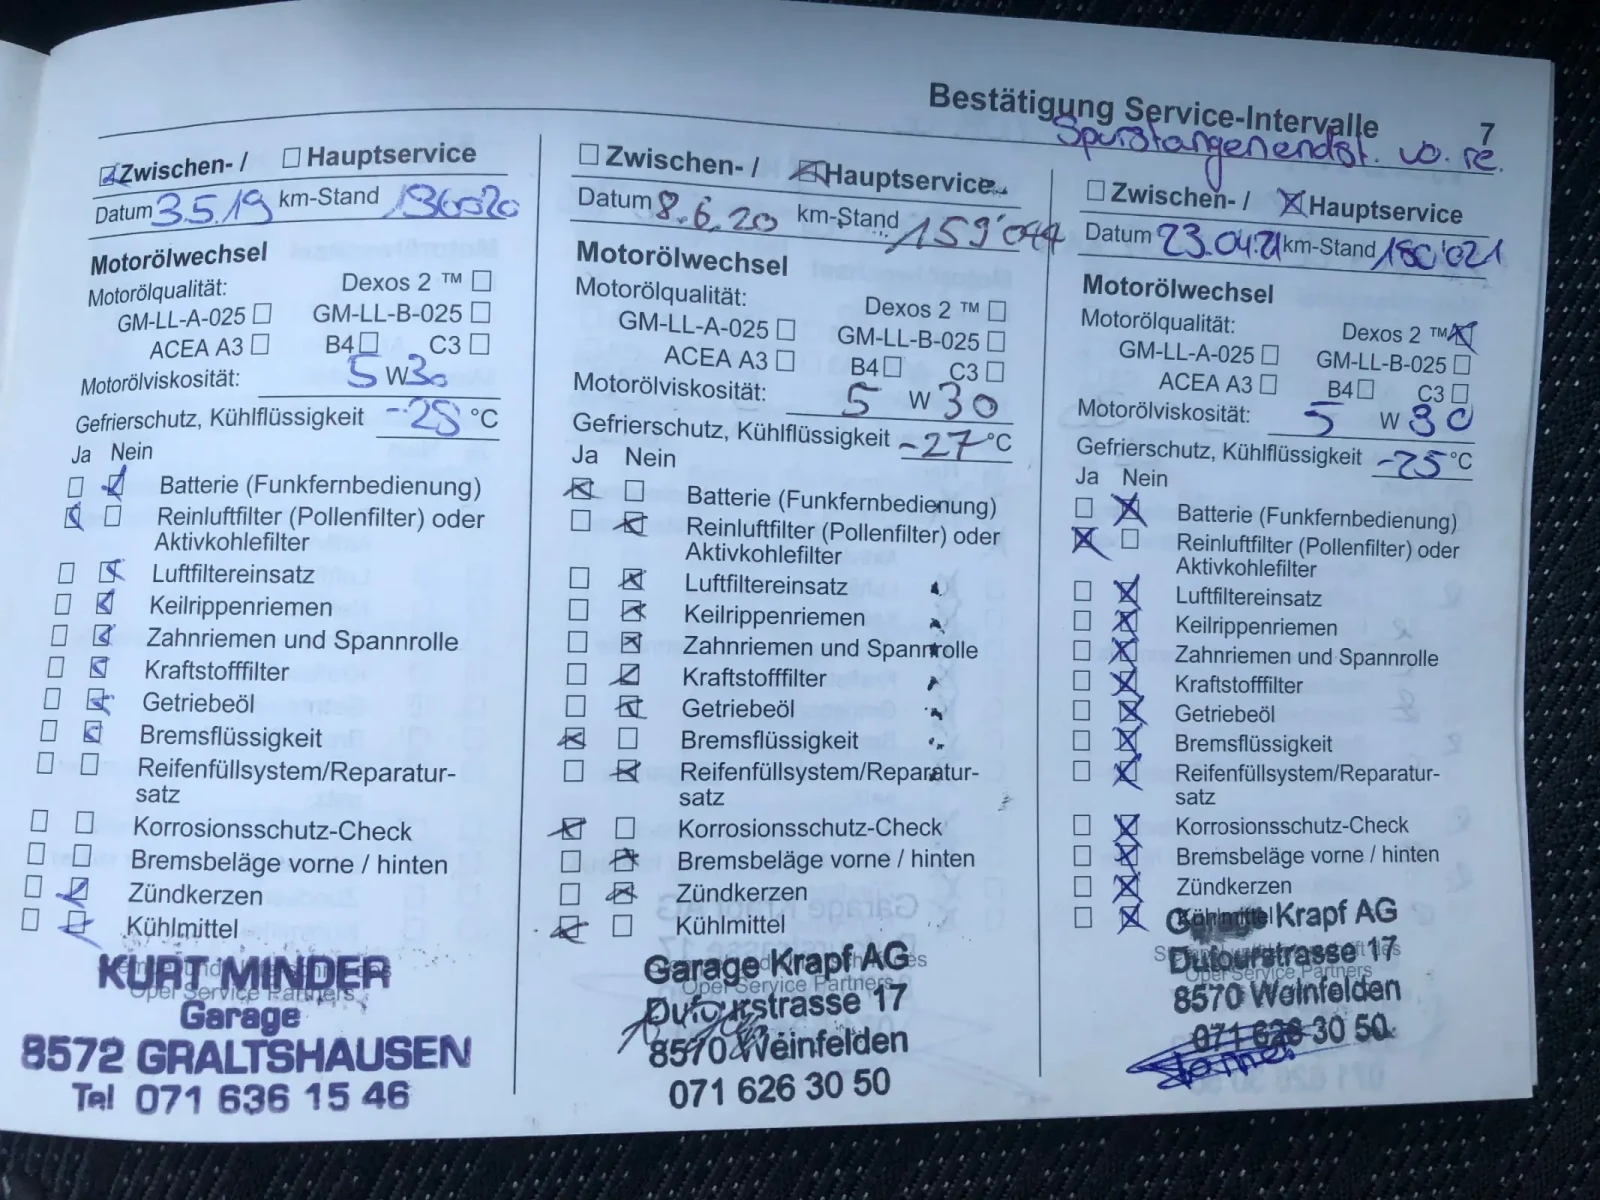 Bestätigung Service-Intervalle 7
Spurstangenendst. vo. re.
Zwischen- / Hauptservice
Datum 3.5.19 km-Stand 136020
Motorölwechsel
Motorölqualität: Dexos 2 ™
GM-LL-A-025 GM-LL-B-025
ACEA A3 B4 C3
Motorölviskosität: 5 W 30
Gefrierschutz, Kühlflüssigkeit -25 °C
Ja Nein
Batterie (Funkfernbedienung)
Reinluftfilter (Pollenfilter) oder
Aktivkohlefilter
Luftfiltereinsatz
Keilrippenriemen
Zahnriemen und Spannrolle
Kraftstofffilter
Getriebeöl
Bremsflüssigkeit
Reifenfüllsystem/Reparatur-
satz
Korrosionsschutz-Check
Bremsbeläge vorne / hinten
Zündkerzen
Kühlmittel
KURT MINDER
Opel Service Partners
Garage
8572 GRALTSHAUSEN
Tel 071 636 15 46
Zwischen- / Hauptservice
Datum 8.6.20 km-Stand 159'044
Motorölwechsel
Motorölqualität: Dexos 2 ™
GM-LL-A-025 GM-LL-B-025
ACEA A3 B4 C3
Motorölviskosität: 5 W 30
Gefrierschutz, Kühlflüssigkeit -27 °C
Ja Nein
Batterie (Funkfernbedienung)
Reinluftfilter (Pollenfilter) oder
Aktivkohlefilter
Luftfiltereinsatz
Keilrippenriemen
Zahnriemen und Spannrolle
Kraftstofffilter
Getriebeöl
Bremsflüssigkeit
Reifenfüllsystem/Reparatur-
satz
Korrosionsschutz-Check
Bremsbeläge vorne / hinten
Zündkerzen
Kühlmittel
Garage Krapf AG
Opel Service Partners
Dufourstrasse 17
8570 Weinfelden
071 626 30 50
Zwischen- / Hauptservice
Datum 23.04.21 km-Stand 180'021
Motorölwechsel
Motorölqualität: Dexos 2 ™
GM-LL-A-025 GM-LL-B-025
ACEA A3 B4 C3
Motorölviskosität: 5 W 30
Gefrierschutz, Kühlflüssigkeit -25 °C
Ja Nein
Batterie (Funkfernbedienung)
Reinluftfilter (Pollenfilter) oder
Aktivkohlefilter
Luftfiltereinsatz
Keilrippenriemen
Zahnriemen und Spannrolle
Kraftstofffilter
Getriebeöl
Bremsflüssigkeit
Reifenfüllsystem/Reparatur-
satz
Korrosionsschutz-Check
Bremsbeläge vorne / hinten
Zündkerzen
Kühlmittel
Garage Krapf AG
Dufourstrasse 17
Opel Service Partners
8570 Weinfelden
071 626 30 50